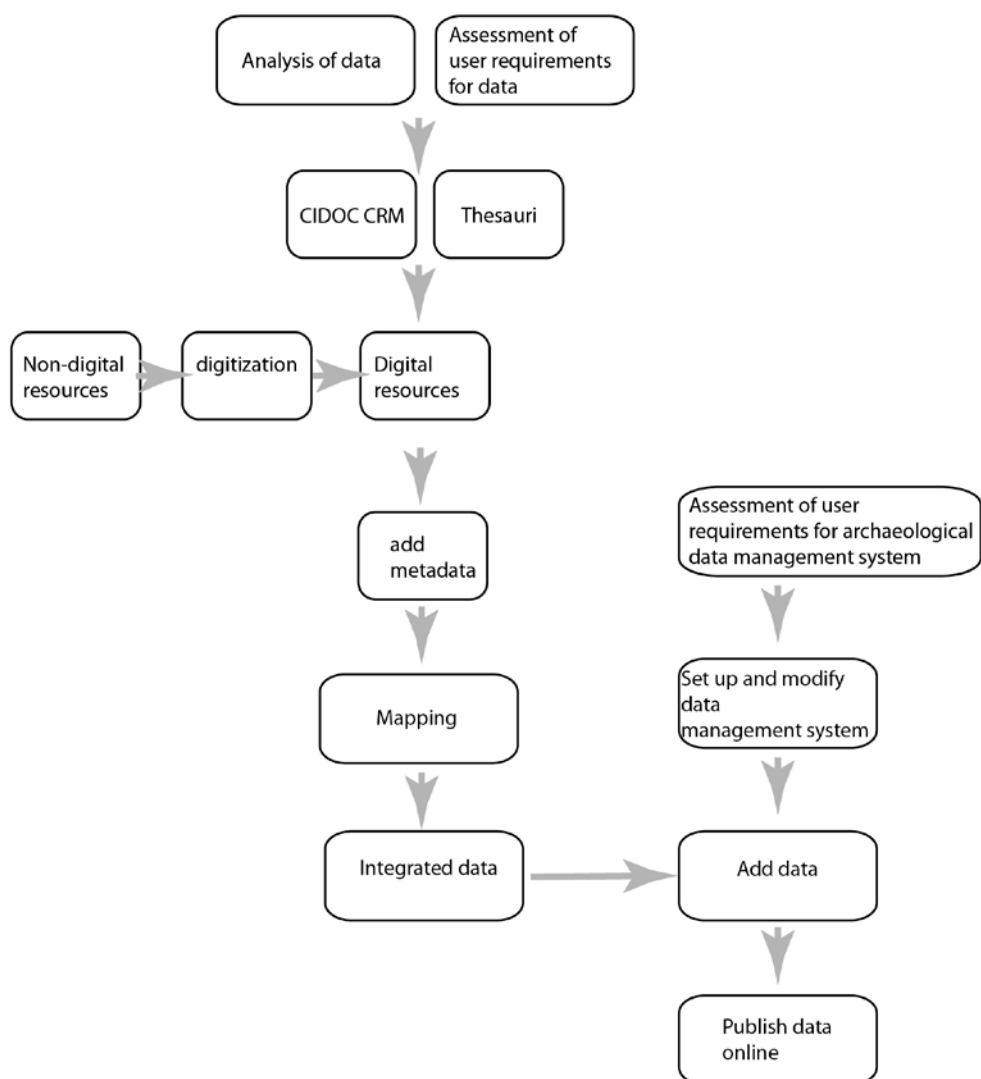 Analysis of data
Assessment of
user requirements
for data
CIDOC CRM
Thesauri
Non-digital
resources
digitization
Digital
resources
add
metadata
Assessment of user
requirements for archaeological
data management system
Mapping
Set up and modify
data
management system
Integrated data
Add data
Publish data
online